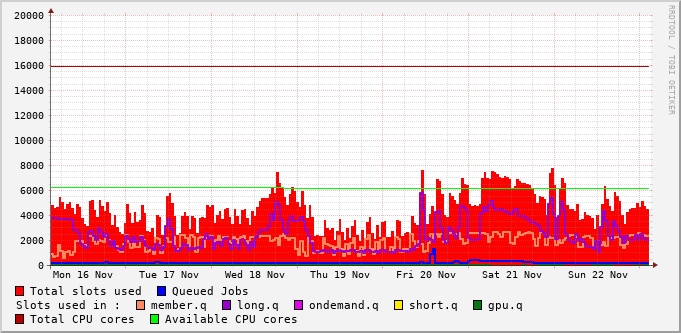 20000
18000
16000
14000
12000
10000
8000
6000
4000
2000
0
Mon 16 Nov Tue 17 Nov Wed 18 Nov Thu 19 Nov Fri 20 Nov Sat 21 Nov Sun 22 Nov
Total slots used Queued Jobs
Slots used in : member.q long.q ondemand.q short.q gpu.q
Total CPU cores Available CPU cores
RRDTOOL / TOBI OETIKER